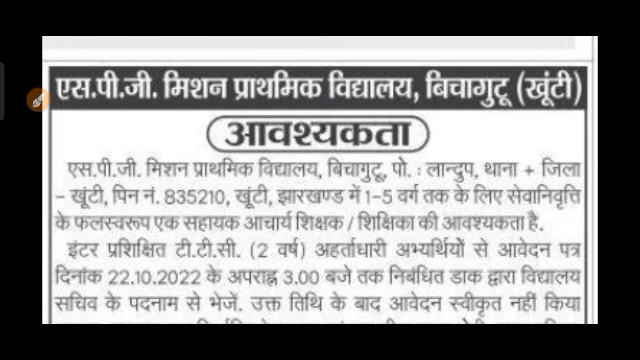 एस.पी.जी. मिशन प्राथमिक विद्यालय, बिचागुटू (खूंटी)
आवश्यकता
एस.पी.जी. मिशन प्राथमिक विद्यालय, बिचागुटू, पो. : लान्दुप, थाना + जिला
– खूंटी, पिन नं. 835210, खूंटी, झारखण्ड में 1-5 वर्ग तक के लिए सेवानिवृत्ति
के फलस्वरूप एक सहायक आचार्य शिक्षक / शिक्षिका की आवश्यकता है.
इंटर प्रशिक्षित टी.टी.सी. (2 वर्ष) अहर्ताधारी अभ्यर्थियों से आवेदन पत्र
दिनांक 22.10.2022 के अपराह्न 3.00 बजे तक निबंधित डाक द्वारा विद्यालय
सचिव के पदनाम से भेजें. उक्त तिथि के बाद आवेदन स्वीकृत नहीं किया